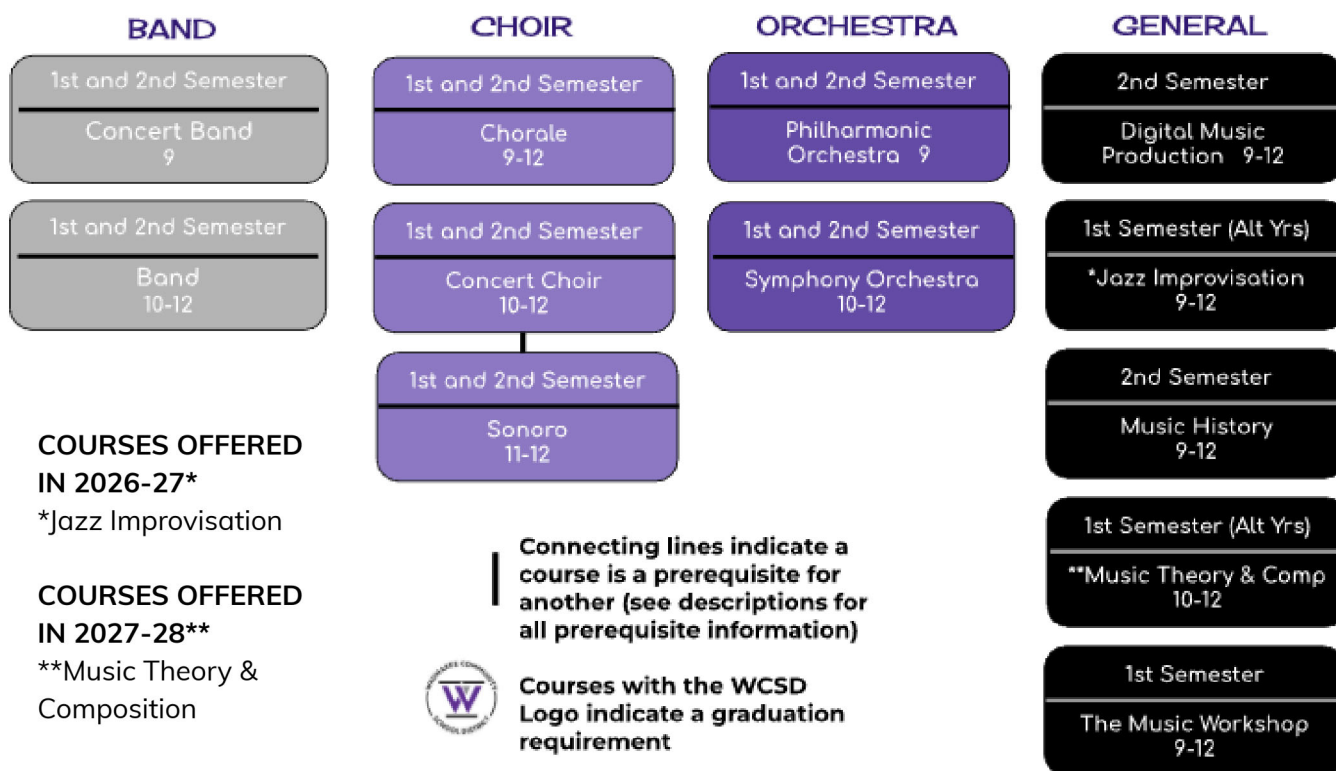 BAND
1st and 2nd Semester
Concert Band
9
1st and 2nd Semester
Band
10-12
CHOIR
1st and 2nd Semester
Chorale
9-12
1st and 2nd Semester
Concert Choir
10-12
1st and 2nd Semester
Sonoro
11-12
ORCHESTRA
1st and 2nd Semester
Philharmonic
Orchestra 9
1st and 2nd Semester
Symphony Orchestra
10-12
GENERAL
2nd Semester
Digital Music
Production 9-12
1st Semester (Alt Yrs)
*Jazz Improvisation
9-12
2nd Semester
Music History
9-12
1st Semester (Alt Yrs)
**Music Theory & Comp
10-12
1st Semester
The Music Workshop
9-12
COURSES OFFERED
IN 2026-27*
*Jazz Improvisation
COURSES OFFERED
IN 2027-28**
**Music Theory &
Composition
Connecting lines indicate a
course is a prerequisite for
another (see descriptions for
all prerequisite information)
W
SCHOOL DISTRICT
Courses with the WCSD
Logo indicate a graduation
requirement